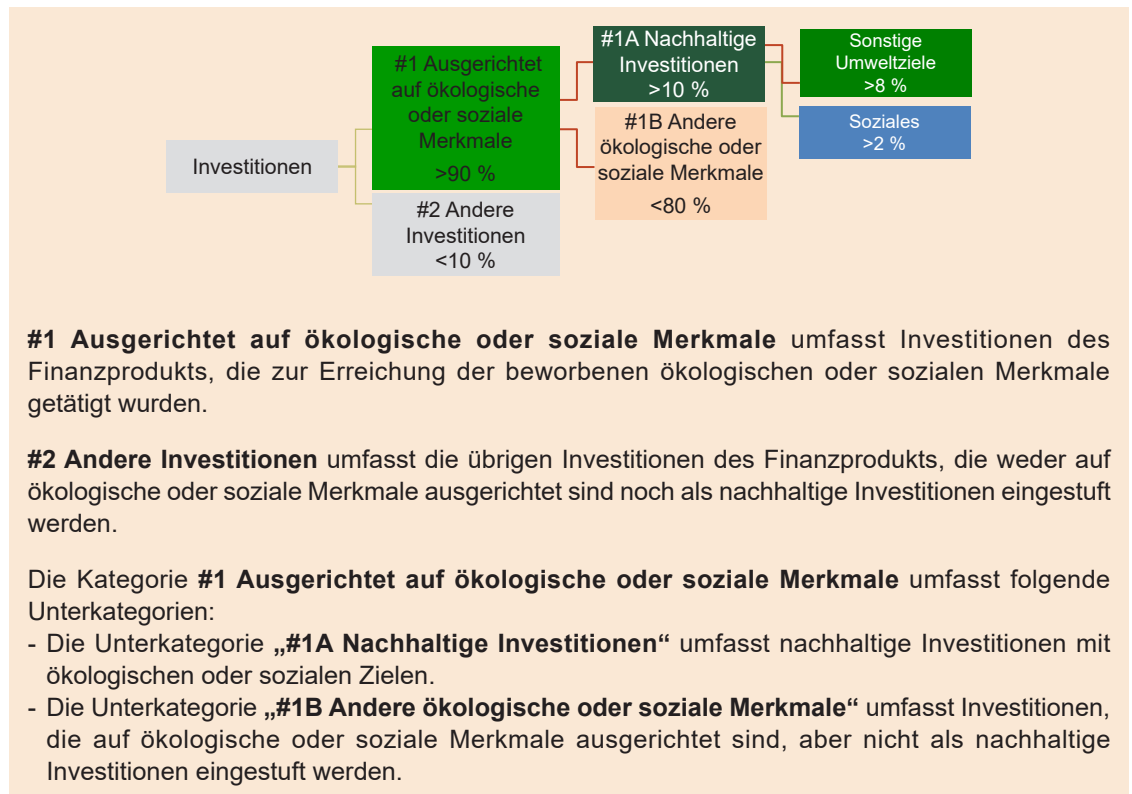 Investitionen
#1 Ausgerichtet
auf ökologische
oder soziale
Merkmale
>90 %
#2 Andere
Investitionen
<10 %
#1A Nachhaltige
Investitionen
>10 %
#1B Andere
ökologische oder
soziale Merkmale
<80 %
Sonstige
Umweltziele
>8 %
Soziales
>2 %
#1 Ausgerichtet auf ökologische oder soziale Merkmale umfasst Investitionen des
Finanzprodukts, die zur Erreichung der beworbenen ökologischen oder sozialen Merkmale
getätigt wurden.
#2 Andere Investitionen umfasst die übrigen Investitionen des Finanzprodukts, die weder auf
ökologische oder soziale Merkmale ausgerichtet sind noch als nachhaltige Investitionen eingestuft
werden.
Die Kategorie #1 Ausgerichtet auf ökologische oder soziale Merkmale umfasst folgende
Unterkategorien:
- Die Unterkategorie „#1A Nachhaltige Investitionen“ umfasst nachhaltige Investitionen mit
ökologischen oder sozialen Zielen.
- Die Unterkategorie „#1B Andere ökologische oder soziale Merkmale“ umfasst Investitionen,
die auf ökologische oder soziale Merkmale ausgerichtet sind, aber nicht als nachhaltige
Investitionen eingestuft werden.